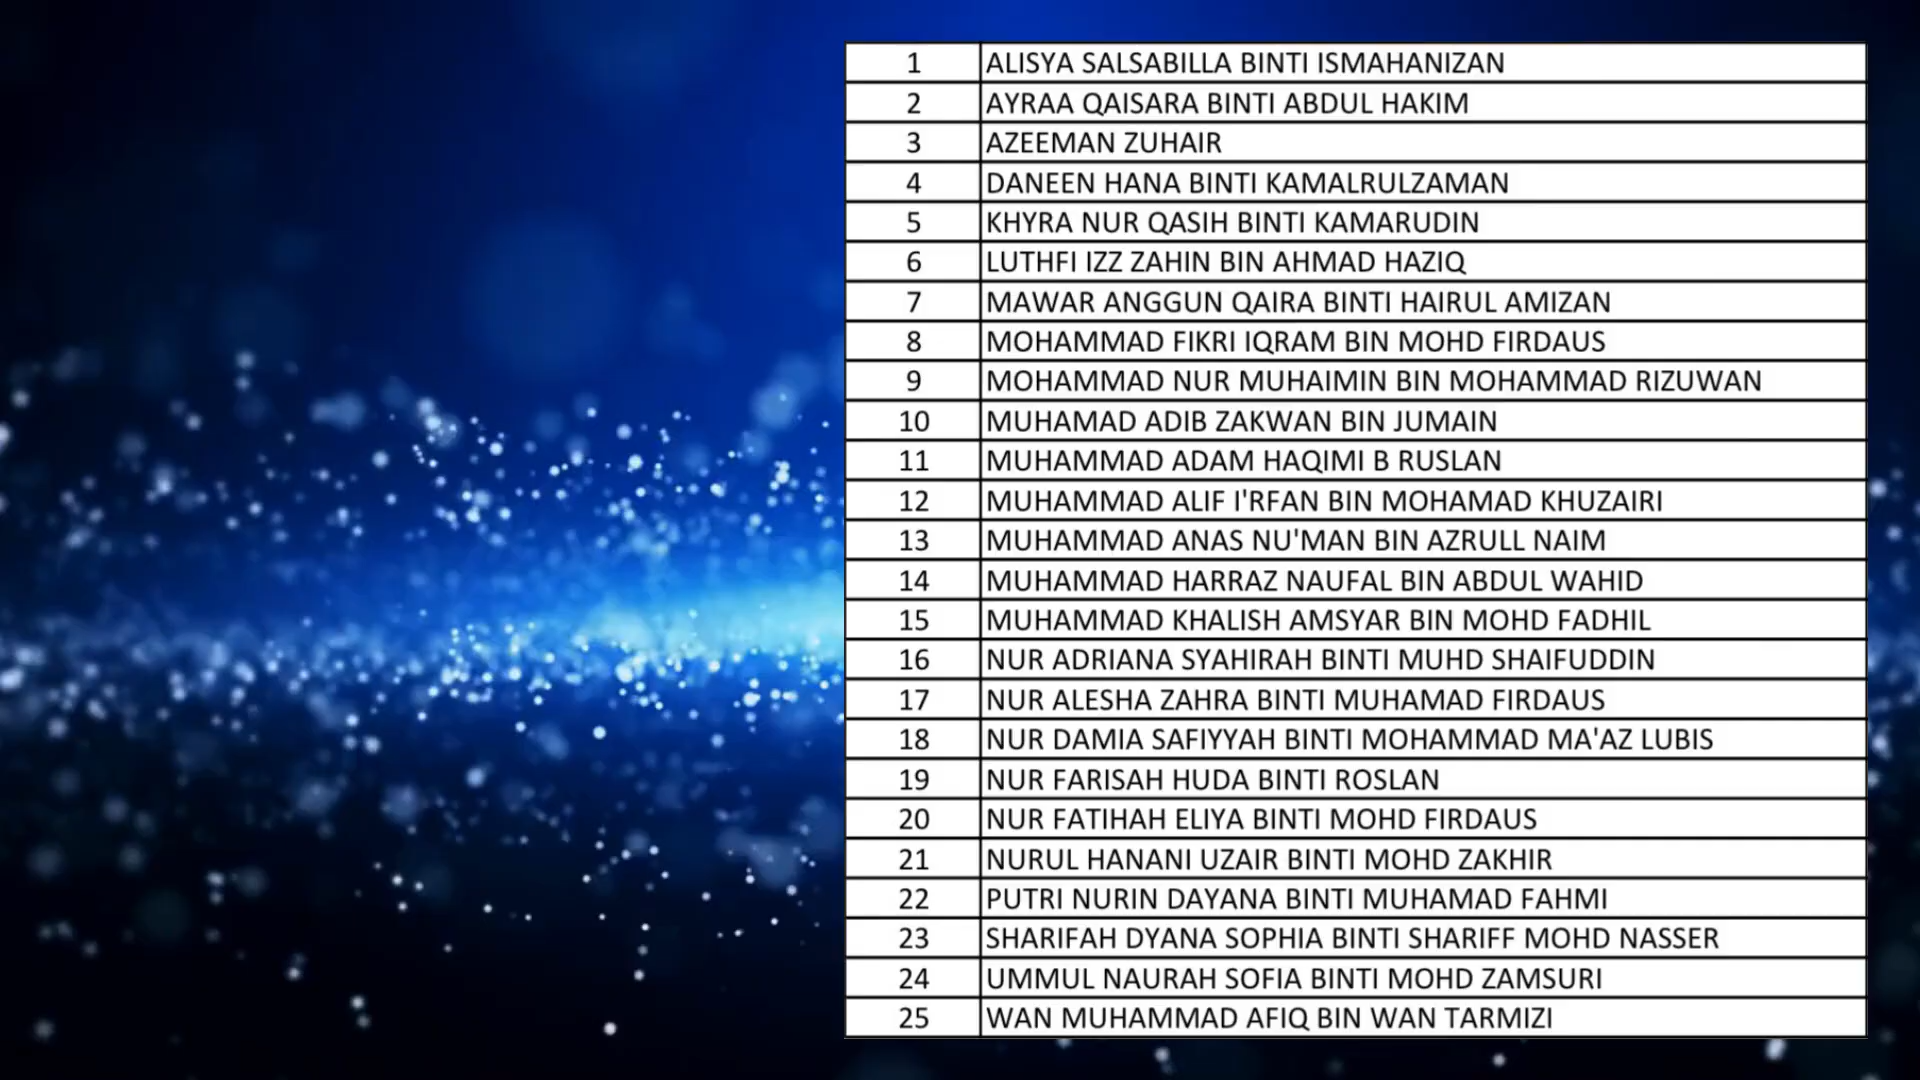 1 ALISYA SALSABILLA BINTI ISMAHANIZAN
2 AYRAA QAISARA BINTI ABDUL HAKIM
3 AZEEMAN ZUHAIR
4 DANEEN HANA BINTI KAMALRULZAMAN
5 KHYRA NUR QASIH BINTI KAMARUDIN
6 LUTHFI IZZ ZAHIN BIN AHMAD HAZIQ
7 MAWAR ANGGUN QAIRA BINTI HAIRUL AMIZAN
8 MOHAMMAD FIKRI IQRAM BIN MOHD FIRDAUS
9 MOHAMMAD NUR MUHAIMIN BIN MOHAMMAD RIZUWAN
10 MUHAMAD ADIB ZAKWAN BIN JUMAIN
11 MUHAMMAD ADAM HAQIMI B RUSLAN
12 MUHAMMAD ALIF I'RFAN BIN MOHAMAD KHUZAIRI
13 MUHAMMAD ANAS NU'MAN BIN AZRULL NAIM
14 MUHAMMAD HARRAZ NAUFAL BIN ABDUL WAHID
15 MUHAMMAD KHALISH AMSYAR BIN MOHD FADHIL
16 NUR ADRIANA SYAHIRAH BINTI MUHD SHAIFUDDIN
17 NUR ALESHA ZAHRA BINTI MUHAMAD FIRDAUS
18 NUR DAMIA SAFIYYAH BINTI MOHAMMAD MA'AZ LUBIS
19 NUR FARISAH HUDA BINTI ROSLAN
20 NUR FATIHAH ELIYA BINTI MOHD FIRDAUS
21 NURUL HANANI UZAIR BINTI MOHD ZAKHIR
22 PUTRI NURIN DAYANA BINTI MUHAMAD FAHMI
23 SHARIFAH DYANA SOPHIA BINTI SHARIFF MOHD NASSER
24 UMMUL NAURAH SOFIA BINTI MOHD ZAMSURI
25 WAN MUHAMMAD AFIQ BIN WAN TARMIZI